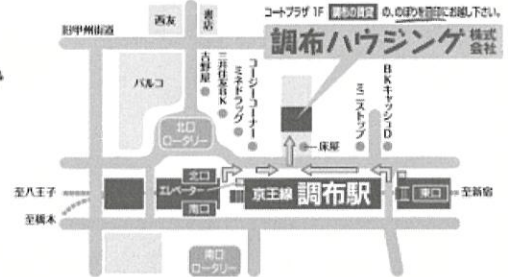 コートプラザ 1F 調布の賃貸 の、のぼりを目印にお越し下さい。
調布ハウジング 株式会社
旧甲州街道
西友
書店
パルコ
吉野屋
三井住友BK
ミネドラッグ
コージーコーナー
ミニストップ
BKキャッシュD
北口
ロータリー
床屋
至八王子
至橋本
北口
エレベーター
南口
京王線 調布駅
東口
至新宿
南口
ロータリー